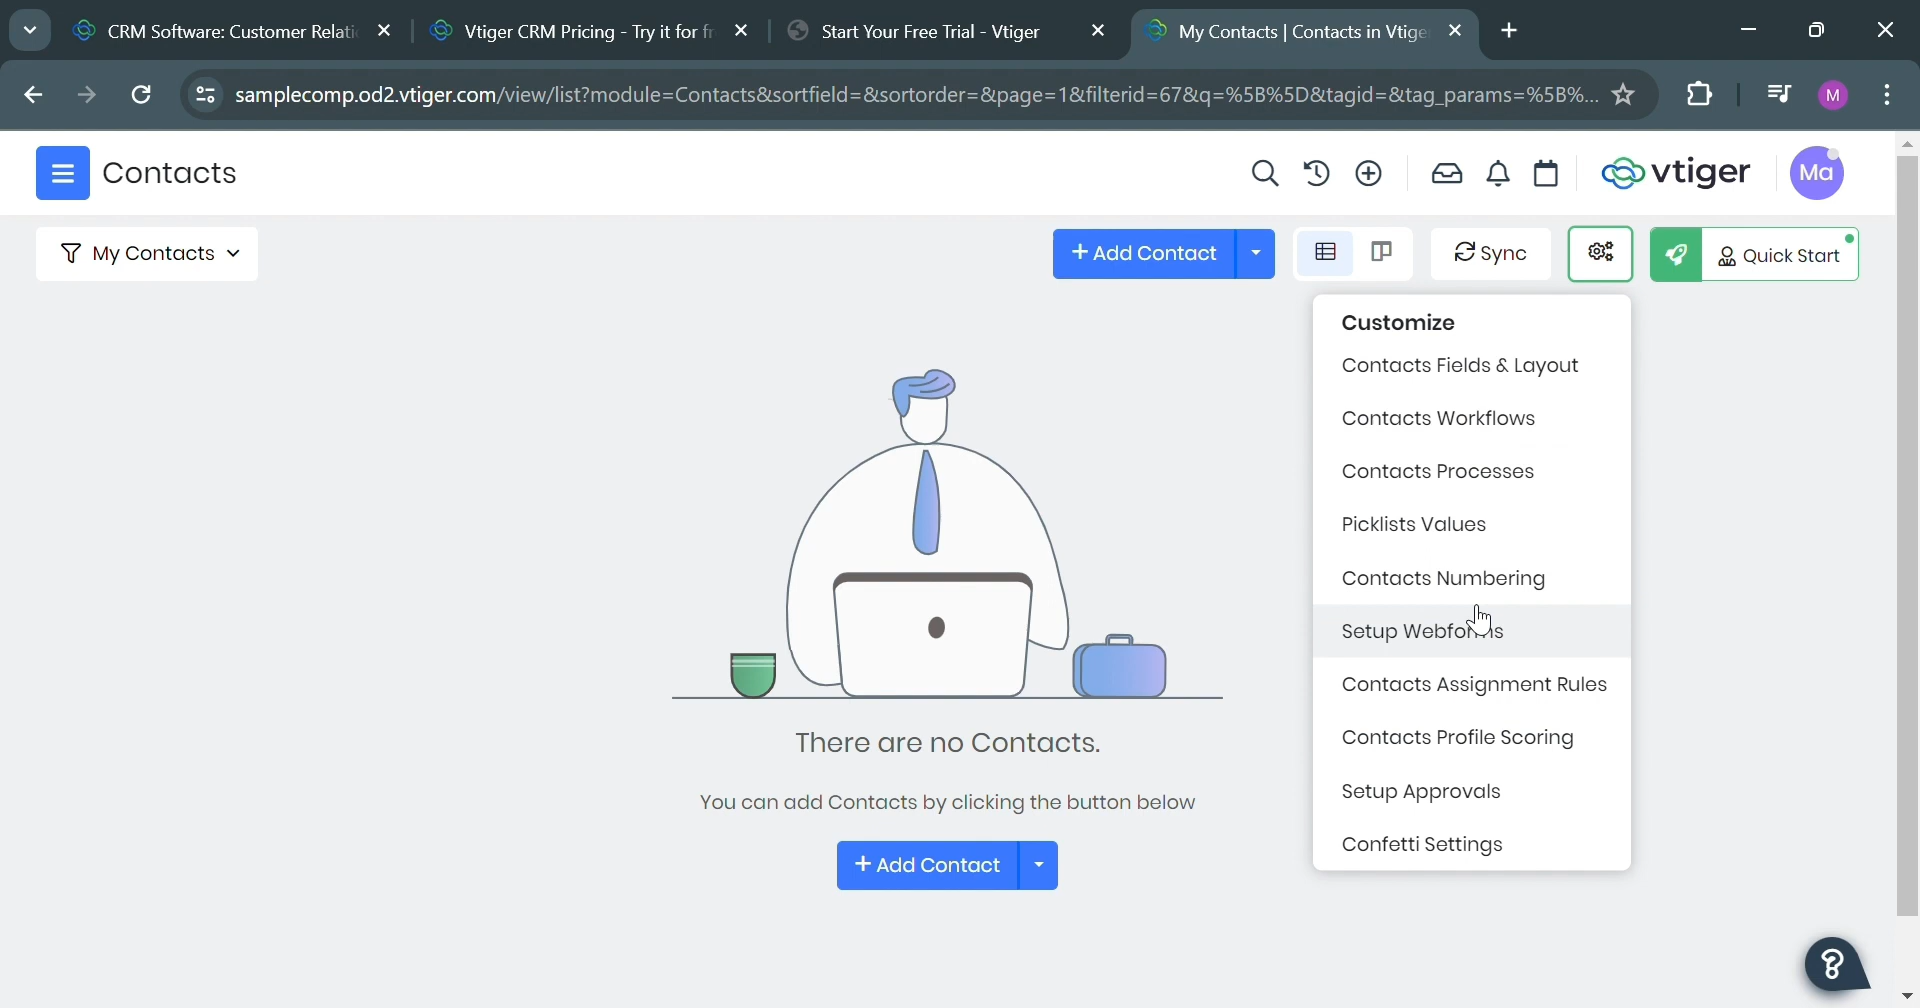 CRM Software: Customer Relati
Vtiger CRM Pricing - Try it for fr
Start Your Free Trial - Vtiger
My Contacts | Contacts in Vtige
samplecomp.od2.vtiger.com/view/list?module=Contacts&sortfield=&sortorder=&page=1&filterid=67&q=%5B%5D&tagid=&tag_params=%5B%...
M
Contacts
vtiger
Ma
My Contacts
+ Add Contact
Sync
Quick Start
Customize
Contacts Fields & Layout
Contacts Workflows
Contacts Processes
Picklists Values
Contacts Numbering
Setup Webforms
Contacts Assignment Rules
Contacts Profile Scoring
Setup Approvals
Confetti Settings
There are no Contacts.
You can add Contacts by clicking the button below
+ Add Contact
?